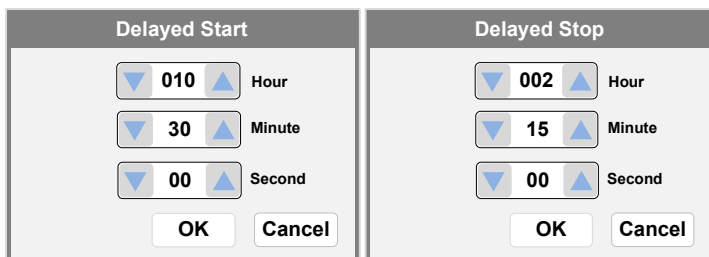 Delayed Start
010 Hour
30 Minute
00 Second
OK Cancel
Delayed Stop
002 Hour
15 Minute
00 Second
OK Cancel